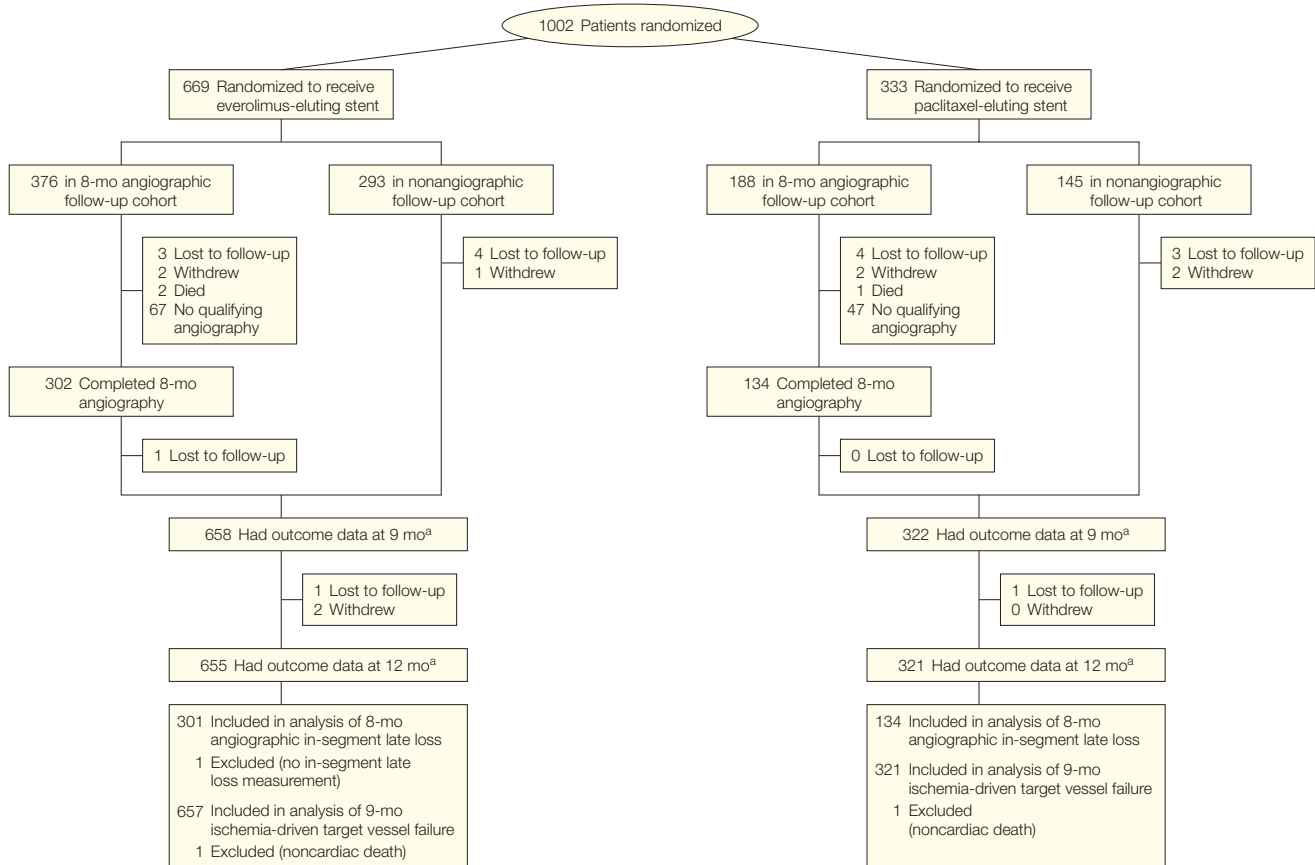 1002 Patients randomized
669 Randomized to receive
everolimus-eluting stent
333 Randomized to receive
paclitaxel-eluting stent
376 in 8-mo angiographic
follow-up cohort
293 in nonangiographic
follow-up cohort
188 in 8-mo angiographic
follow-up cohort
145 in nonangiographic
follow-up cohort
3 Lost to follow-up
2 Withdrew
2 Died
67 No qualifying
angiography
4 Lost to follow-up
1 Withdrew
4 Lost to follow-up
2 Withdrew
1 Died
47 No qualifying
angiography
3 Lost to follow-up
2 Withdrew
302 Completed 8-mo
angiography
134 Completed 8-mo
angiography
1 Lost to follow-up
0 Lost to follow-up
658 Had outcome data at 9 moᵃ
322 Had outcome data at 9 moᵃ
1 Lost to follow-up
2 Withdrew
1 Lost to follow-up
0 Withdrew
655 Had outcome data at 12 moᵃ
321 Had outcome data at 12 moᵃ
301 Included in analysis of 8-mo
angiographic in-segment late loss
1 Excluded (no in-segment late
loss measurement)
657 Included in analysis of 9-mo
ischemia-driven target vessel failure
1 Excluded (noncardiac death)
134 Included in analysis of 8-mo
angiographic in-segment late loss
321 Included in analysis of 9-mo
ischemia-driven target vessel failure
1 Excluded
(noncardiac death)